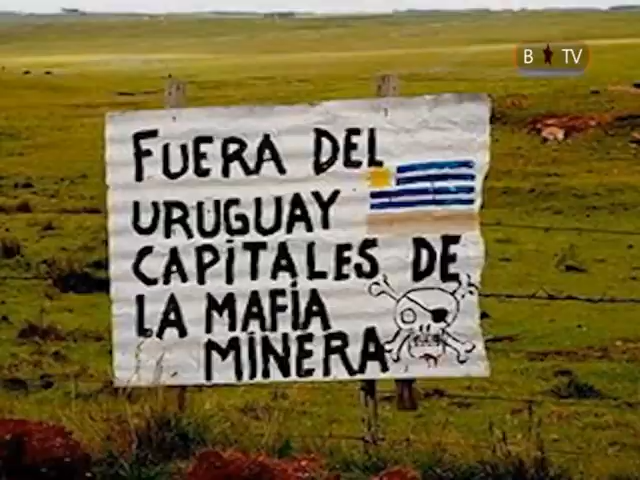 B TV
FUERA DEL
URUGUAY
CAPITALES DE
LA MAFIA
MINERA